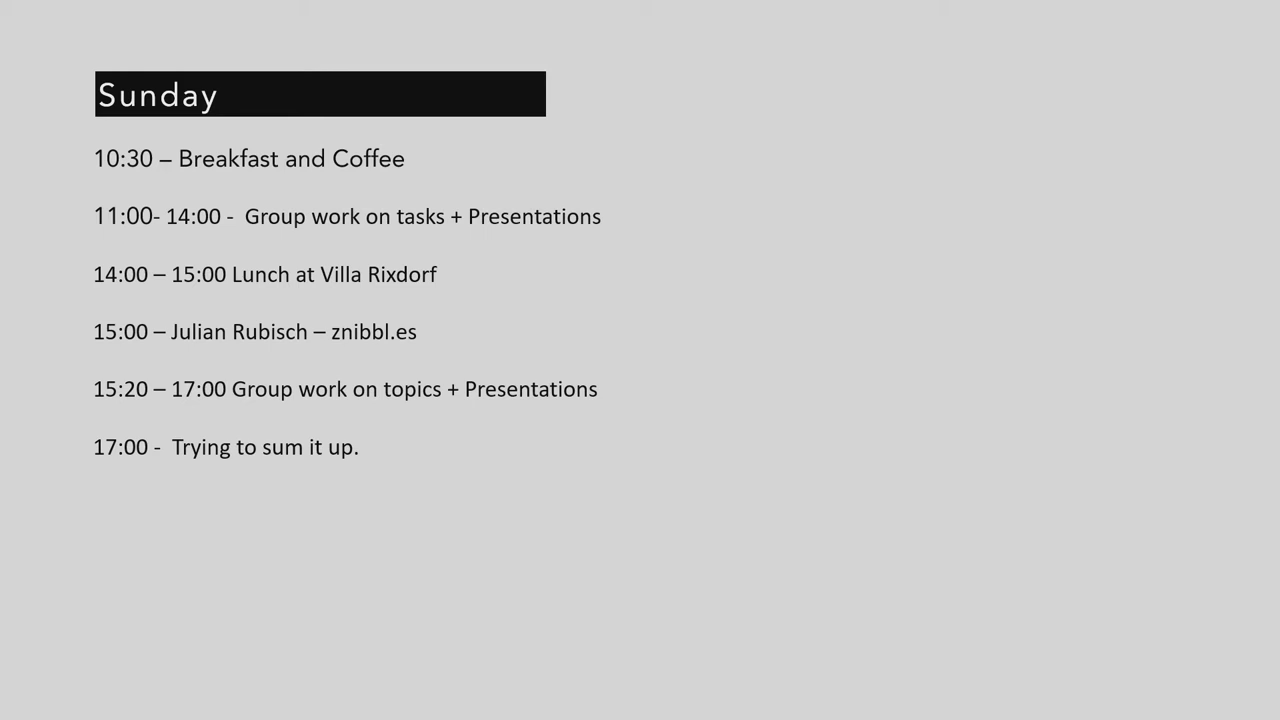 Sunday
10:30 – Breakfast and Coffee
11:00- 14:00 -  Group work on tasks + Presentations
14:00 – 15:00 Lunch at Villa Rixdorf
15:00 – Julian Rubisch – znibbl.es
15:20 – 17:00 Group work on topics + Presentations
17:00 -  Trying to sum it up.